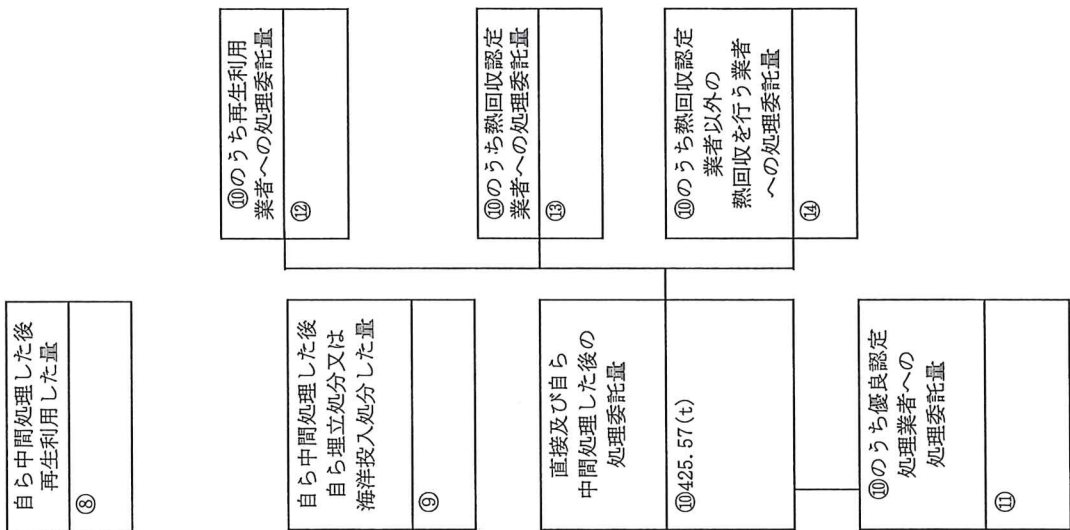 自ら中間処理した後
再生利用した量
⑧
自ら中間処理した後
自ら埋立処分又は
海洋投入処分した量
⑨
直接及び自ら
中間処理した後の
処理委託量
⑩425.57(t)
⑩のうち優良認定
処理業者への
処理委託量
⑪
⑩のうち再生利用
業者への処理委託量
⑫
⑩のうち熱回収認定
業者への処理委託量
⑬
⑩のうち熱回収認定
業者以外の
熱回収を行う業者
への処理委託量
⑭